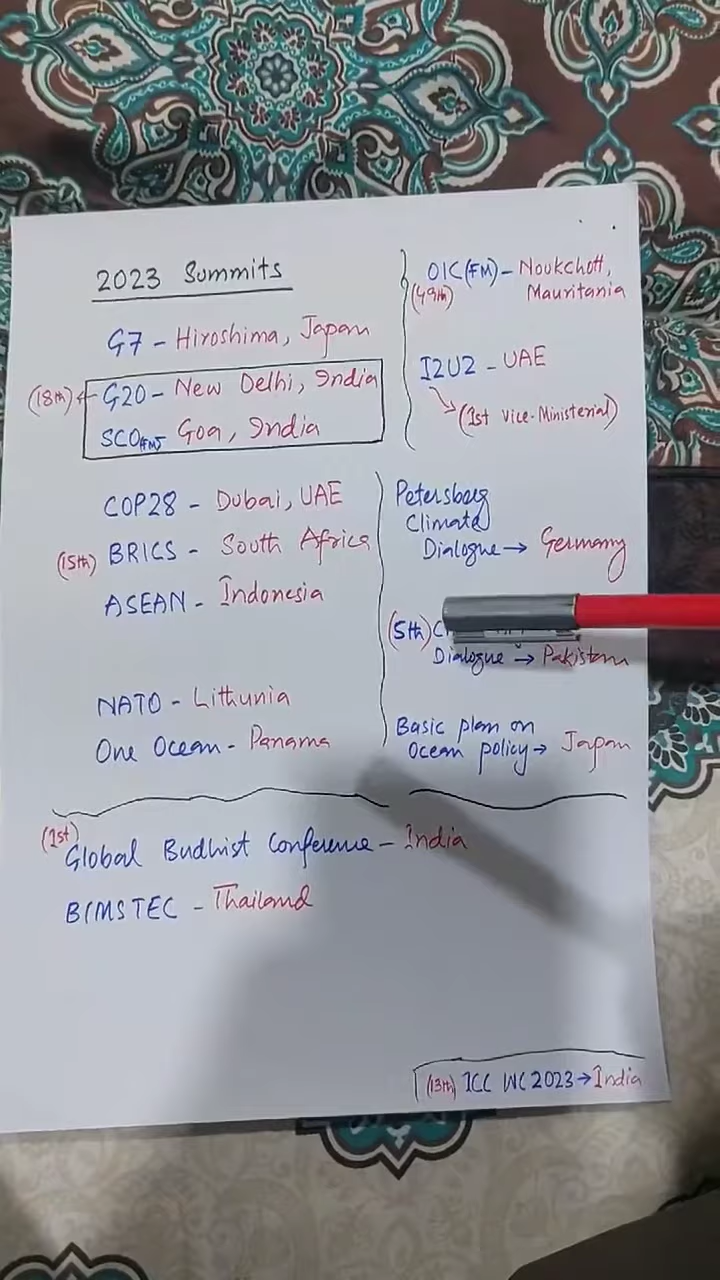 2023 Summits
G7 - Hiroshima, Japan
(18th) G20 - New Delhi, India
SCO(FM) Goa, India
COP28 - Dubai, UAE
(15th) BRICS - South Africa
ASEAN - Indonesia
NATO - Lithunia
One Ocean - Panama
OIC (FM) - Noukchott,
(49th) Mauritania
I2U2 - UAE
(1st Vice-Ministerial)
Petersberg
Climate
Dialogue → Germany
(5th)
Dialogue → Pakistan
Basic plan on
Ocean policy → Japan
(1st)
Global Budhist Conference - India
BIMSTEC - Thailand
(13th) ICC WC 2023 → India